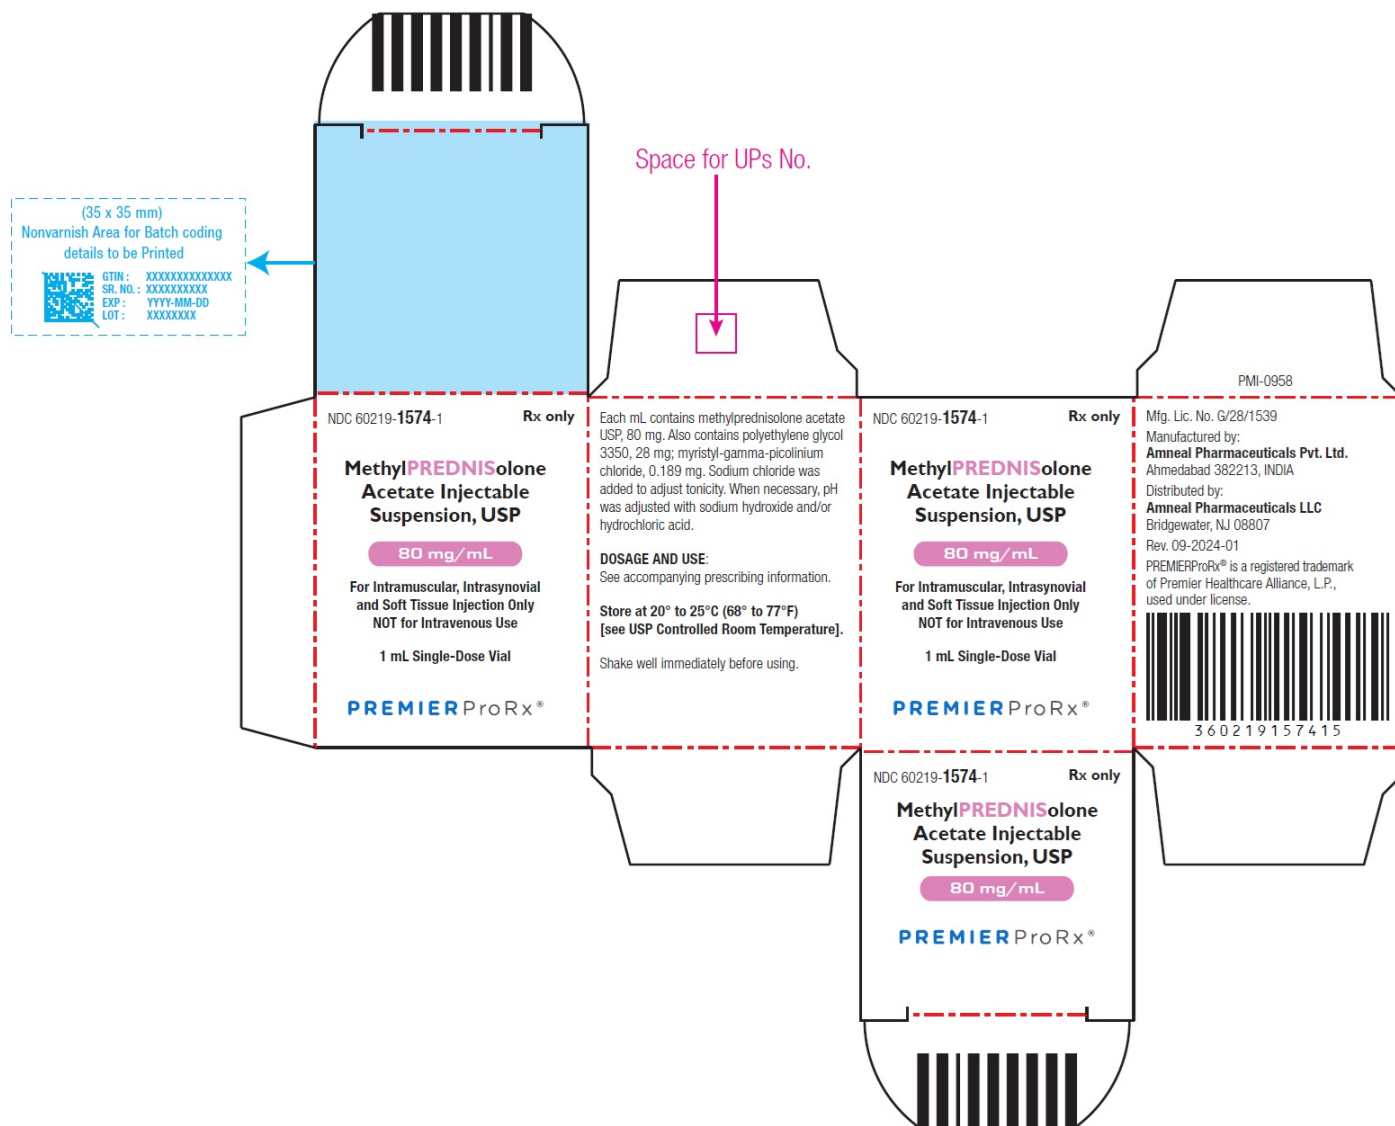 Space for UPs No.
(35 x 35 mm)
Nonvarnish Area for Batch coding
details to be Printed
GTIN : XXXXXXXXXXXXXX
SR. NO. : XXXXXXXXXX
EXP : YYYY-MM-DD
LOT : XXXXXXXX
NDC 60219-1574-1 Rx only
MethylPREDNISolone
Acetate Injectable
Suspension, USP
80 mg/mL
For Intramuscular, Intrasynovial
and Soft Tissue Injection Only
NOT for Intravenous Use
1 mL Single-Dose Vial
PREMIERProRx®
Each mL contains methylprednisolone acetate
USP, 80 mg. Also contains polyethylene glycol
3350, 28 mg; myristyl-gamma-picolinium
chloride, 0.189 mg. Sodium chloride was
added to adjust tonicity. When necessary, pH
was adjusted with sodium hydroxide and/or
hydrochloric acid.
DOSAGE AND USE:
See accompanying prescribing information.
Store at 20° to 25°C (68° to 77°F)
[see USP Controlled Room Temperature].
Shake well immediately before using.
NDC 60219-1574-1 Rx only
MethylPREDNISolone
Acetate Injectable
Suspension, USP
80 mg/mL
For Intramuscular, Intrasynovial
and Soft Tissue Injection Only
NOT for Intravenous Use
1 mL Single-Dose Vial
PREMIERProRx®
PMI-0958
Mfg. Lic. No. G/28/1539
Manufactured by:
Amneal Pharmaceuticals Pvt. Ltd.
Ahmedabad 382213, INDIA
Distributed by:
Amneal Pharmaceuticals LLC
Bridgewater, NJ 08807
Rev. 09-2024-01
PREMIERProRx® is a registered trademark
of Premier Healthcare Alliance, L.P.,
used under license.
360219157415
NDC 60219-1574-1 Rx only
MethylPREDNISolone
Acetate Injectable
Suspension, USP
80 mg/mL
PREMIERProRx®